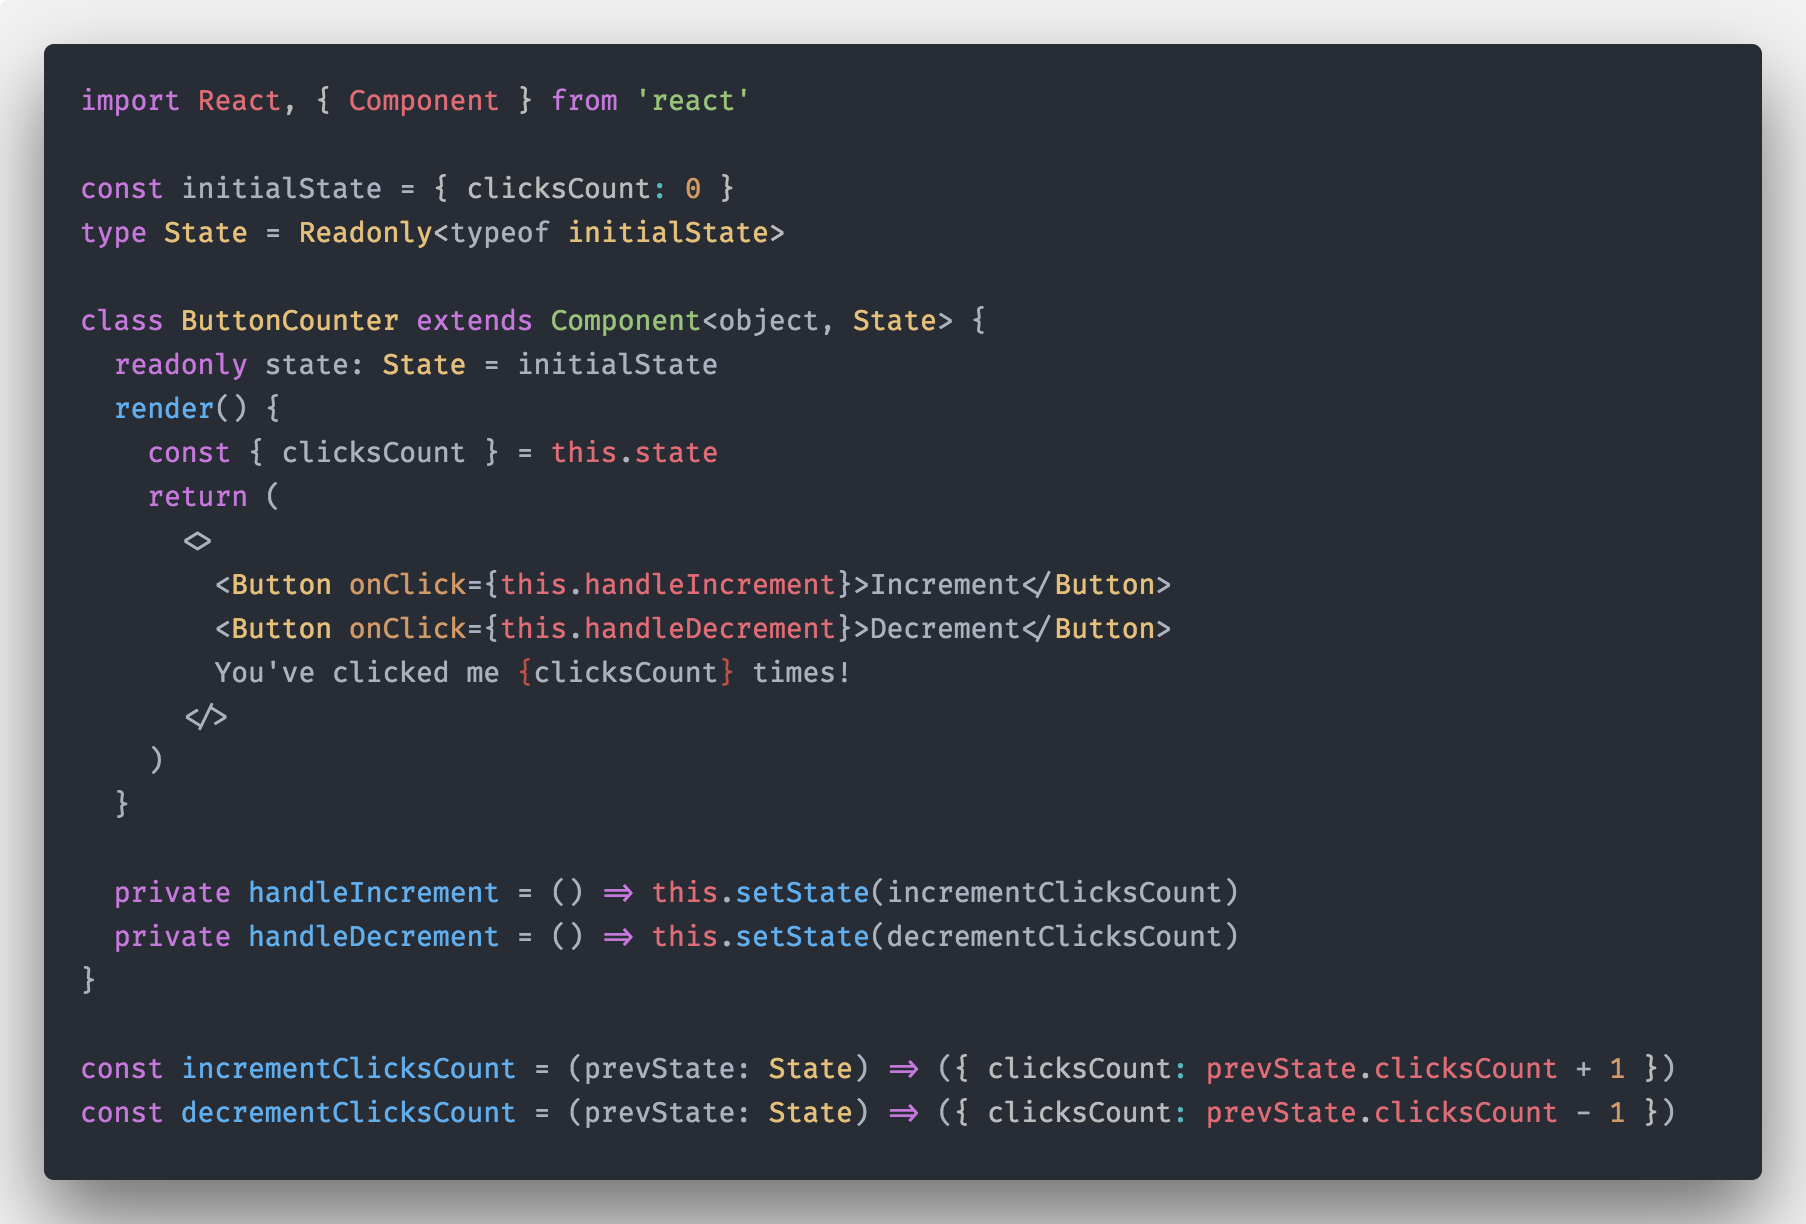 import React, { Component } from 'react'
const initialState = { clicksCount: 0 }
type State = Readonly<typeof initialState>
class ButtonCounter extends Component<object, State> {
  readonly state: State = initialState
  render() {
    const { clicksCount } = this.state
    return (
      <>
        <Button onClick={this.handleIncrement}>Increment</Button>
        <Button onClick={this.handleDecrement}>Decrement</Button>
        You've clicked me {clicksCount} times!
      </>
    )
  }
  private handleIncrement = () => this.setState(incrementClicksCount)
  private handleDecrement = () => this.setState(decrementClicksCount)
}
const incrementClicksCount = (prevState: State) => ({ clicksCount: prevState.clicksCount + 1 })
const decrementClicksCount = (prevState: State) => ({ clicksCount: prevState.clicksCount - 1 })